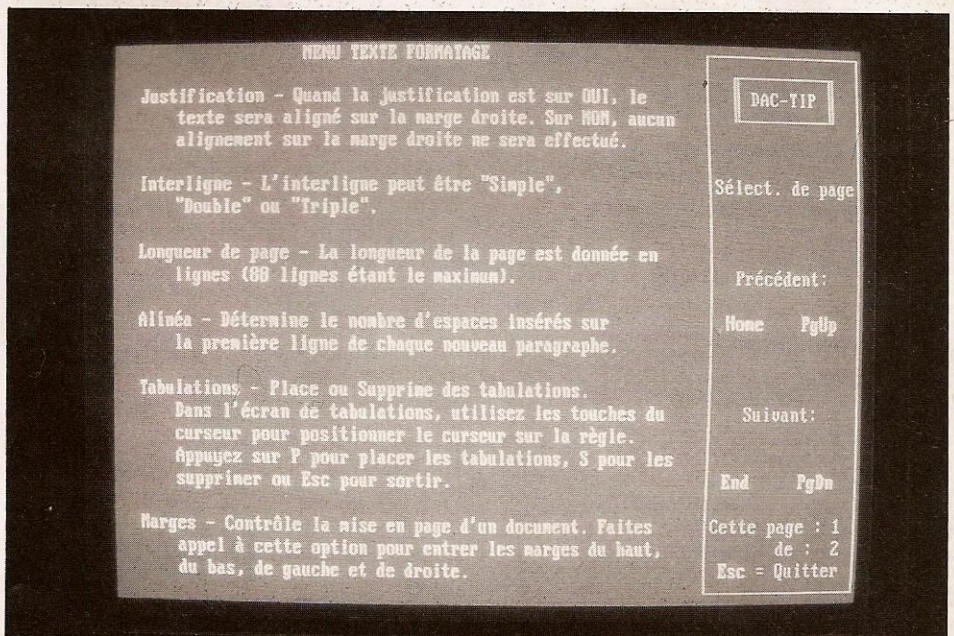 MENU TEXTE FORMATAGE
Justification - Quand la justification est sur OUI, le
texte sera aligné sur la marge droite. Sur NON, aucun
alignement sur la marge droite ne sera effectué.
Interligne - L'interligne peut être "Simple",
"Double" ou "Triple".
Longueur de page - La longueur de la page est donnée en
lignes (80 lignes étant le maximum).
Alinéa - Détermine le nombre d'espaces insérés sur
la première ligne de chaque nouveau paragraphe.
Tabulations - Place ou Supprime des tabulations.
Dans l'écran de tabulations, utilisez les touches du
curseur pour positionner le curseur sur la règle.
Appuyez sur P pour placer les tabulations, S pour les
supprimer ou Esc pour sortir.
Marges - Contrôle la mise en page d'un document. Faites
appel à cette option pour entrer les marges du haut,
du bas, de gauche et de droite.
DAC-TIP
Sélect. de page
Précédent:
Home PgUp
Suivant:
End PgDn
Cette page : 1
de : 2
Esc = Quitter